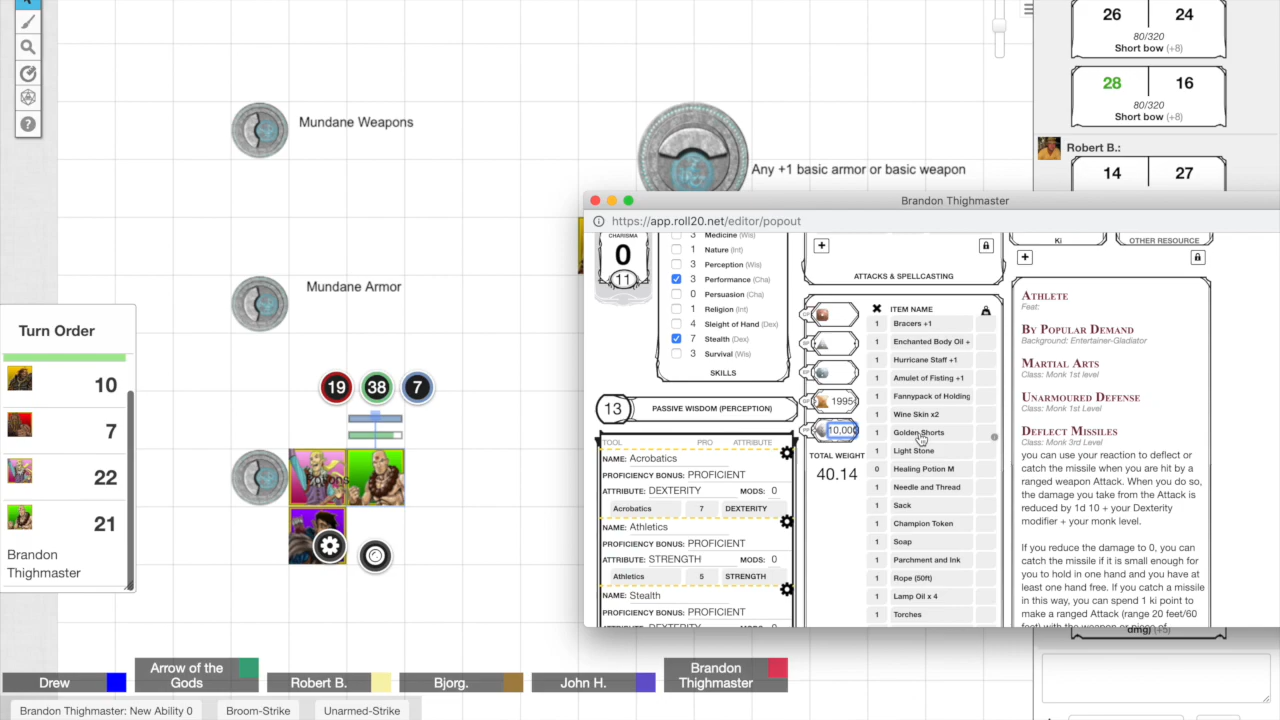 Mundane Weapons
Any +1 basic armor or basic weapon
Mundane Armor
19
38
7
Turn Order
10
7
22
21
Brandon
Thighmaster
26
24
80/320
Short bow (+8)
28
16
80/320
Short bow (+8)
Robert B.:
14
27
Brandon Thighmaster
https://app.roll20.net/editor/popout
CHARISMA
0
11
3 Medicine (Wis)
1 Nature (Int)
3 Perception (Wis)
3 Performance (Cha)
0 Persuasion (Cha)
1 Religion (Int)
4 Sleight of Hand (Dex)
7 Stealth (Dex)
3 Survival (Wis)
SKILLS
13 PASSIVE WISDOM (PERCEPTION)
TOOL PRO ATTRIBUTE
NAME: Acrobatics
PROFICIENCY BONUS: PROFICIENT
ATTRIBUTE: DEXTERITY MODS: 0
Acrobatics 7 DEXTERITY
NAME: Athletics
PROFICIENCY BONUS: PROFICIENT
ATTRIBUTE: STRENGTH MODS: 0
Athletics 5 STRENGTH
NAME: Stealth
PROFICIENCY BONUS: PROFICIENT
ATTACKS & SPELLCASTING
CP
SP
EP
GP 1995
PP 10,000
TOTAL WEIGHT
40.14
ITEM NAME
1 Bracers +1
1 Enchanted Body Oil +
1 Hurricane Staff +1
1 Amulet of Fisting +1
1 Fannypack of Holding
1 Wine Skin x2
1 Golden Shorts
1 Light Stone
0 Healing Potion M
1 Needle and Thread
1 Sack
1 Champion Token
1 Soap
1 Parchment and Ink
1 Rope (50ft)
1 Lamp Oil x 4
1 Torches
Ki
OTHER RESOURCE
ATHLETE
Feat:
BY POPULAR DEMAND
Background: Entertainer-Gladiator
MARTIAL ARTS
Class: Monk 1st level
UNARMOURED DEFENSE
Class: Monk 1st Level
DEFLECT MISSILES
Class: Monk 3rd Level
you can use your reaction to deflect or
catch the missile when you are hit by a
ranged weapon Attack. When you do so,
the damage you take from the Attack is
reduced by 1d 10 + your Dexterity
modifier + your monk level.
If you reduce the damage to 0, you can
catch the missile if it is small enough for
you to hold in one hand and you have at
least one hand free. If you catch a missile
in this way, you can spend 1 ki point to
make a ranged Attack (range 20 feet/60
feet) with the weapon or piece of
dmg) (+5)
Drew
Arrow of the
Gods
Robert B.
Bjorg.
John H.
Brandon
Thighmaster
Brandon Thighmaster: New Ability 0
Broom-Strike
Unarmed-Strike